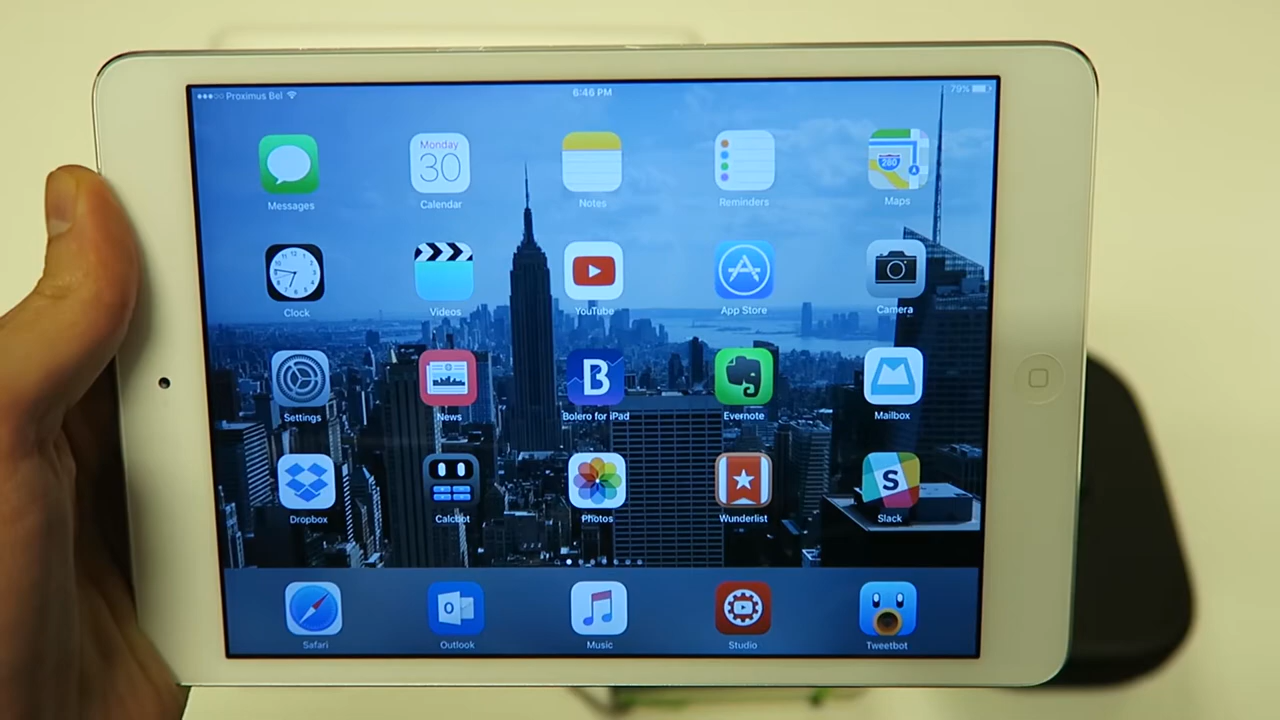 Proximus Bel
6:46 PM
79%
Monday
30
280
Messages
Calendar
Notes
Reminders
Maps
Clock
Videos
YouTube
App Store
Camera
Settings
News
B
Bolero for iPad
Evernote
Mailbox
S
Dropbox
Calcbot
Photos
Wunderlist
Slack
O
Safari
Outlook
Music
Studio
Tweetbot